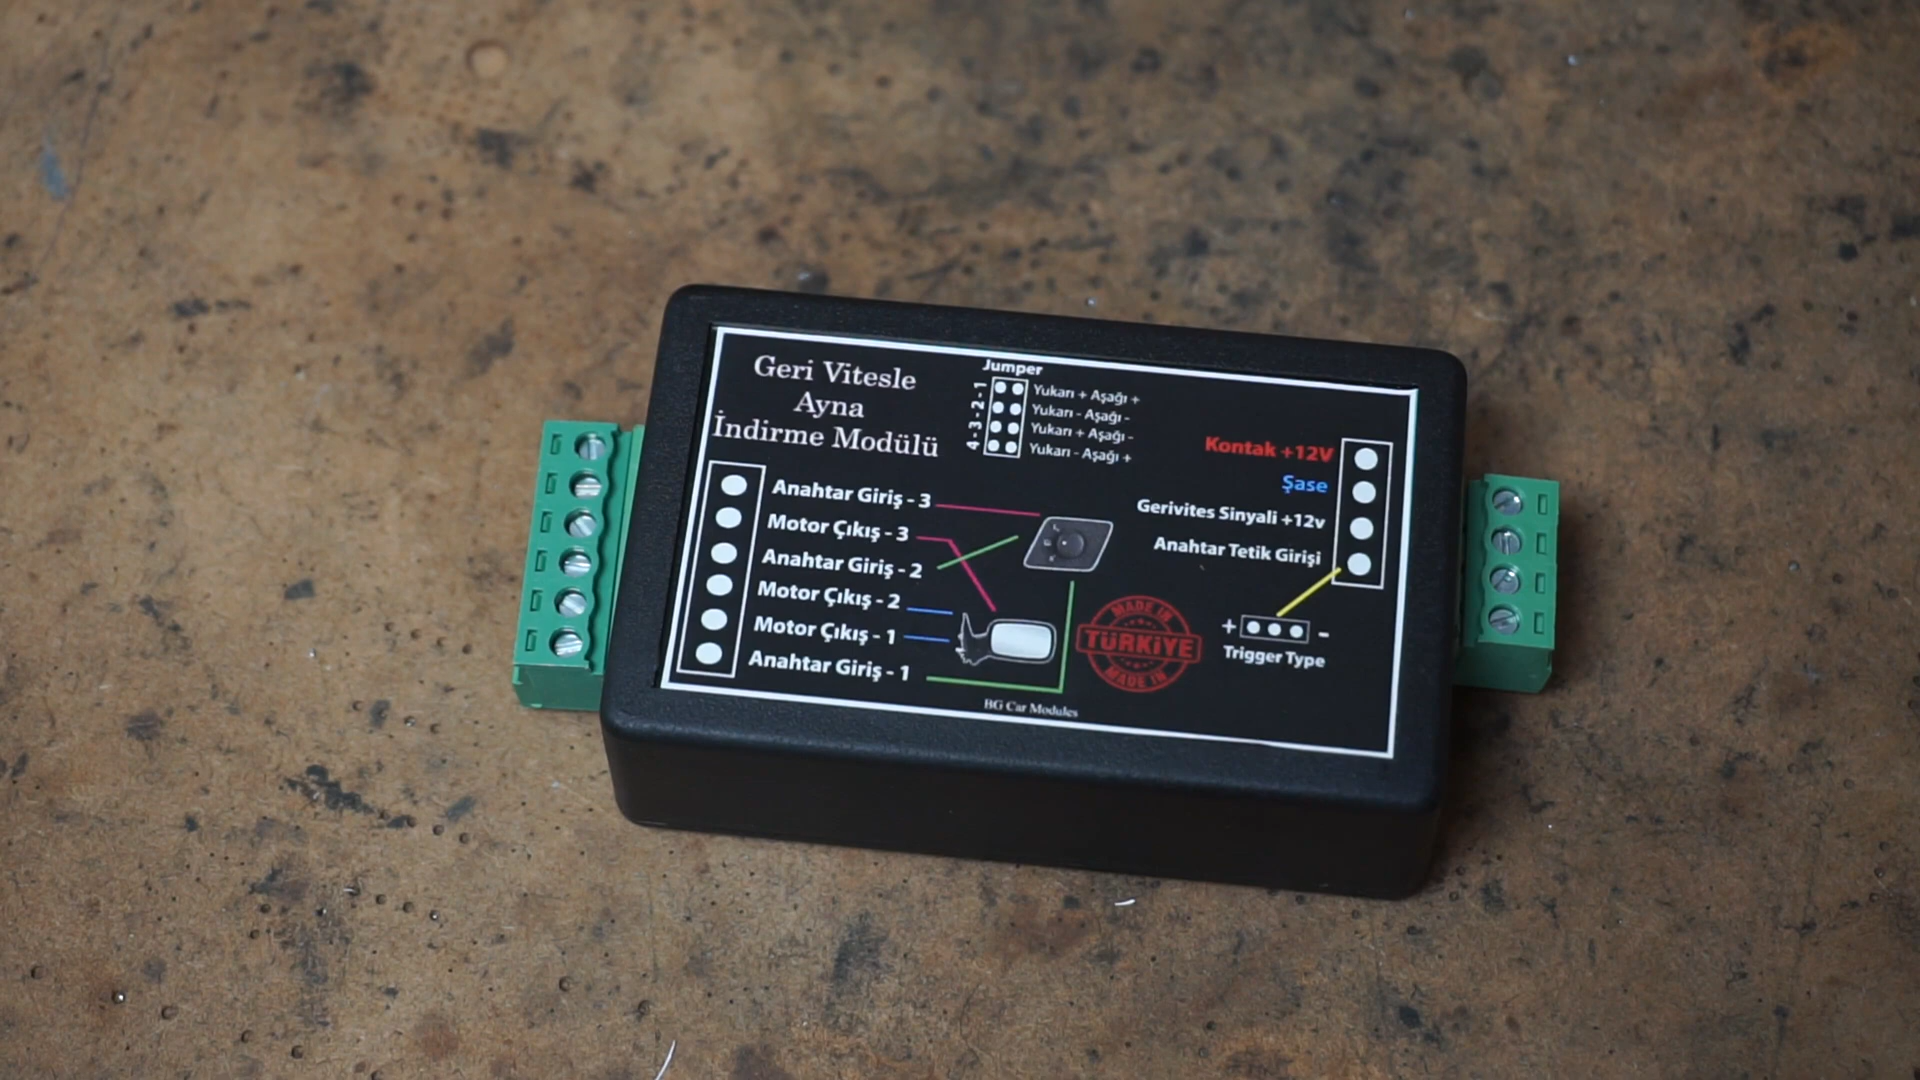 Geri Vitesle
Ayna
İndirme Modülü
Jumper
4-3-2-1
Yukarı + Aşağı +
Yukarı - Aşağı -
Yukarı + Aşağı -
Yukarı - Aşağı +
Anahtar Giriş - 3
Motor Çıkış - 3
Anahtar Giriş - 2
Motor Çıkış - 2
Motor Çıkış - 1
Anahtar Giriş - 1
Kontak +12V
Şase
Gerivites Sinyali +12v
Anahtar Tetik Girişi
+ -
Trigger Type
MADE IN
TÜRKİYE
MADE IN
BG Car Modules